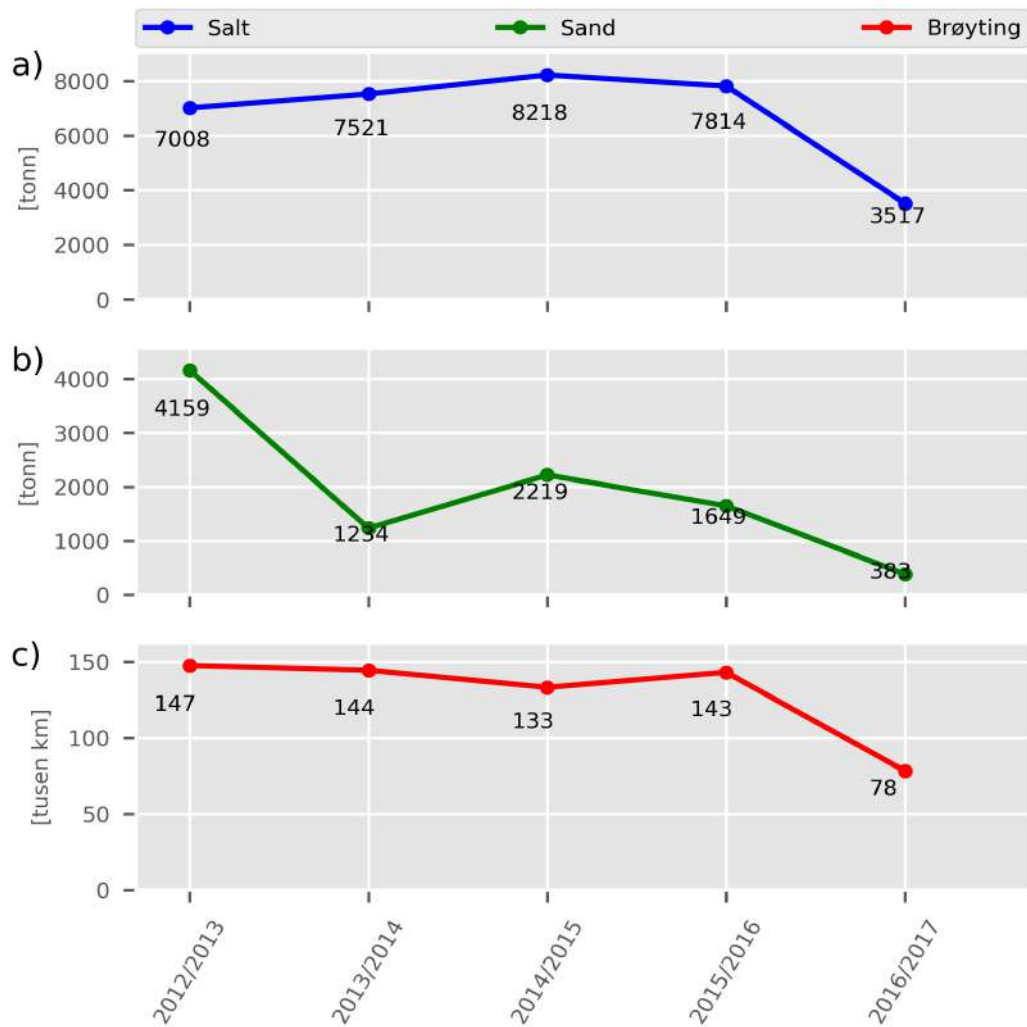 Salt Sand Brøyting
a)
8000
6000
4000
2000
0
[tonn]
7008 7521 8218 7814 3517
b)
4000
3000
2000
1000
0
[tonn]
4159 1234 2219 1649 383
c)
150
100
50
0
[tusen km]
147 144 133 143 78
2012/2013 2013/2014 2014/2015 2015/2016 2016/2017